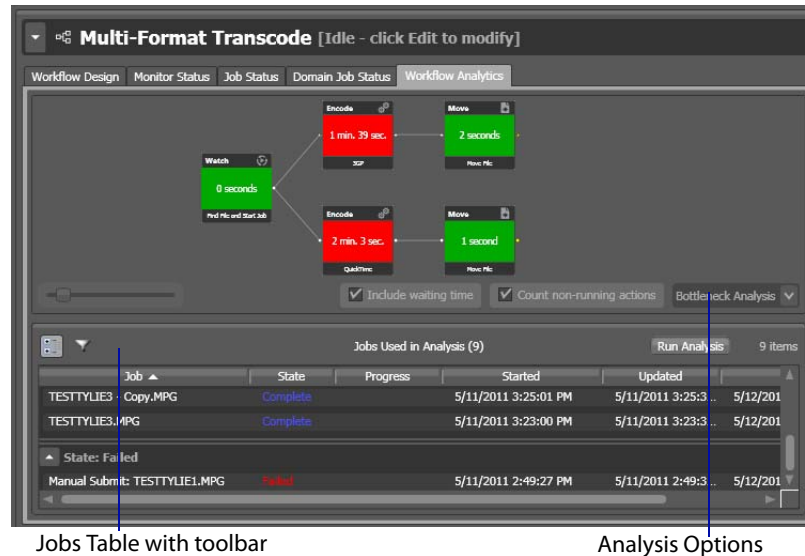 Multi-Format Transcode [Idle - click Edit to modify]
Workflow Design Monitor Status Job Status Domain Job Status Workflow Analytics
Encode Move
1 min. 39 sec. 2 seconds
3GP Move File
Watch
0 seconds
Find File and Start Job
Encode Move
2 min. 3 sec. 1 second
QuickTime Move File
Include waiting time Count non-running actions Bottleneck Analysis
Jobs Used in Analysis (9) Run Analysis 9 items
Job State Progress Started Updated
TESTTYLIE3 - Copy.MPG Complete 5/11/2011 3:25:01 PM 5/11/2011 3:25:3... 5/12/201
TESTTYLIE3.MPG Complete 5/11/2011 3:23:00 PM 5/11/2011 3:23:3... 5/12/201
State: Failed
Manual Submit: TESTTYLIE1.MPG Failed 5/11/2011 2:49:27 PM 5/11/2011 2:49:3... 5/12/201
Jobs Table with toolbar Analysis Options